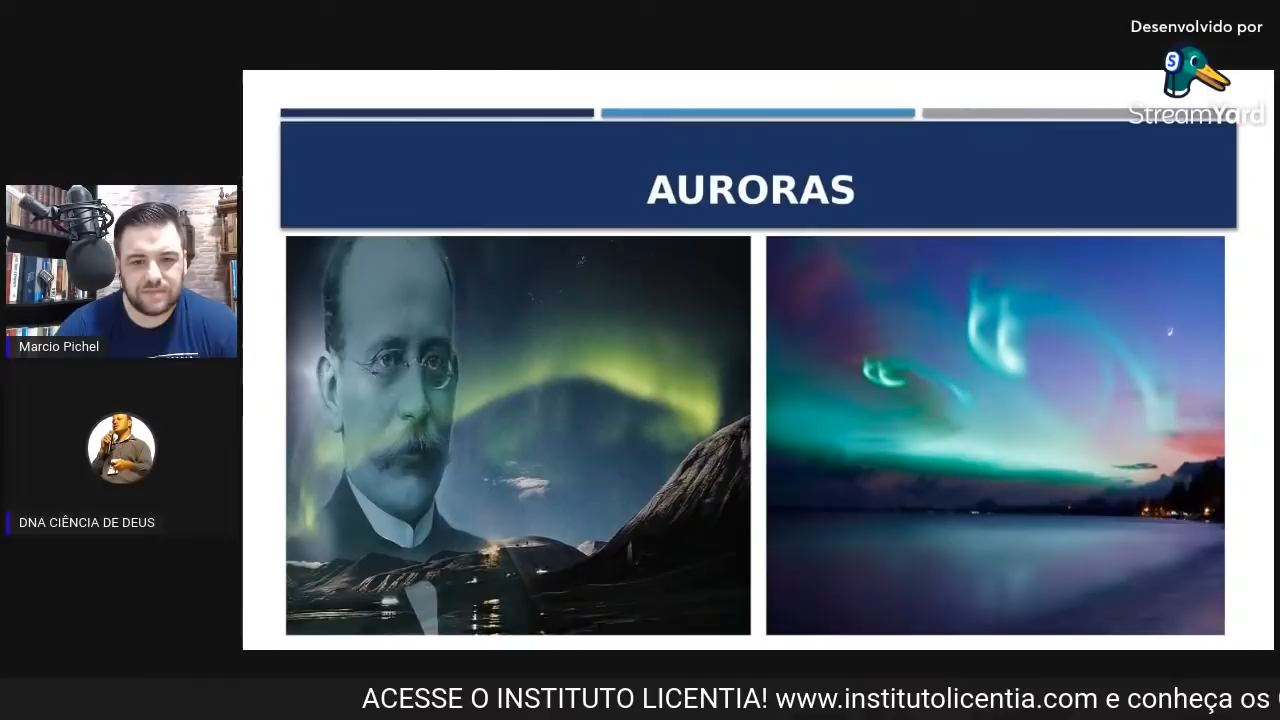 Desenvolvido por
StreamYard
AURORAS
Marcio Pichel
DNA CIÊNCIA DE DEUS
ACESSE O INSTITUTO LICENTIA! www.institutolicentia.com e conheça os